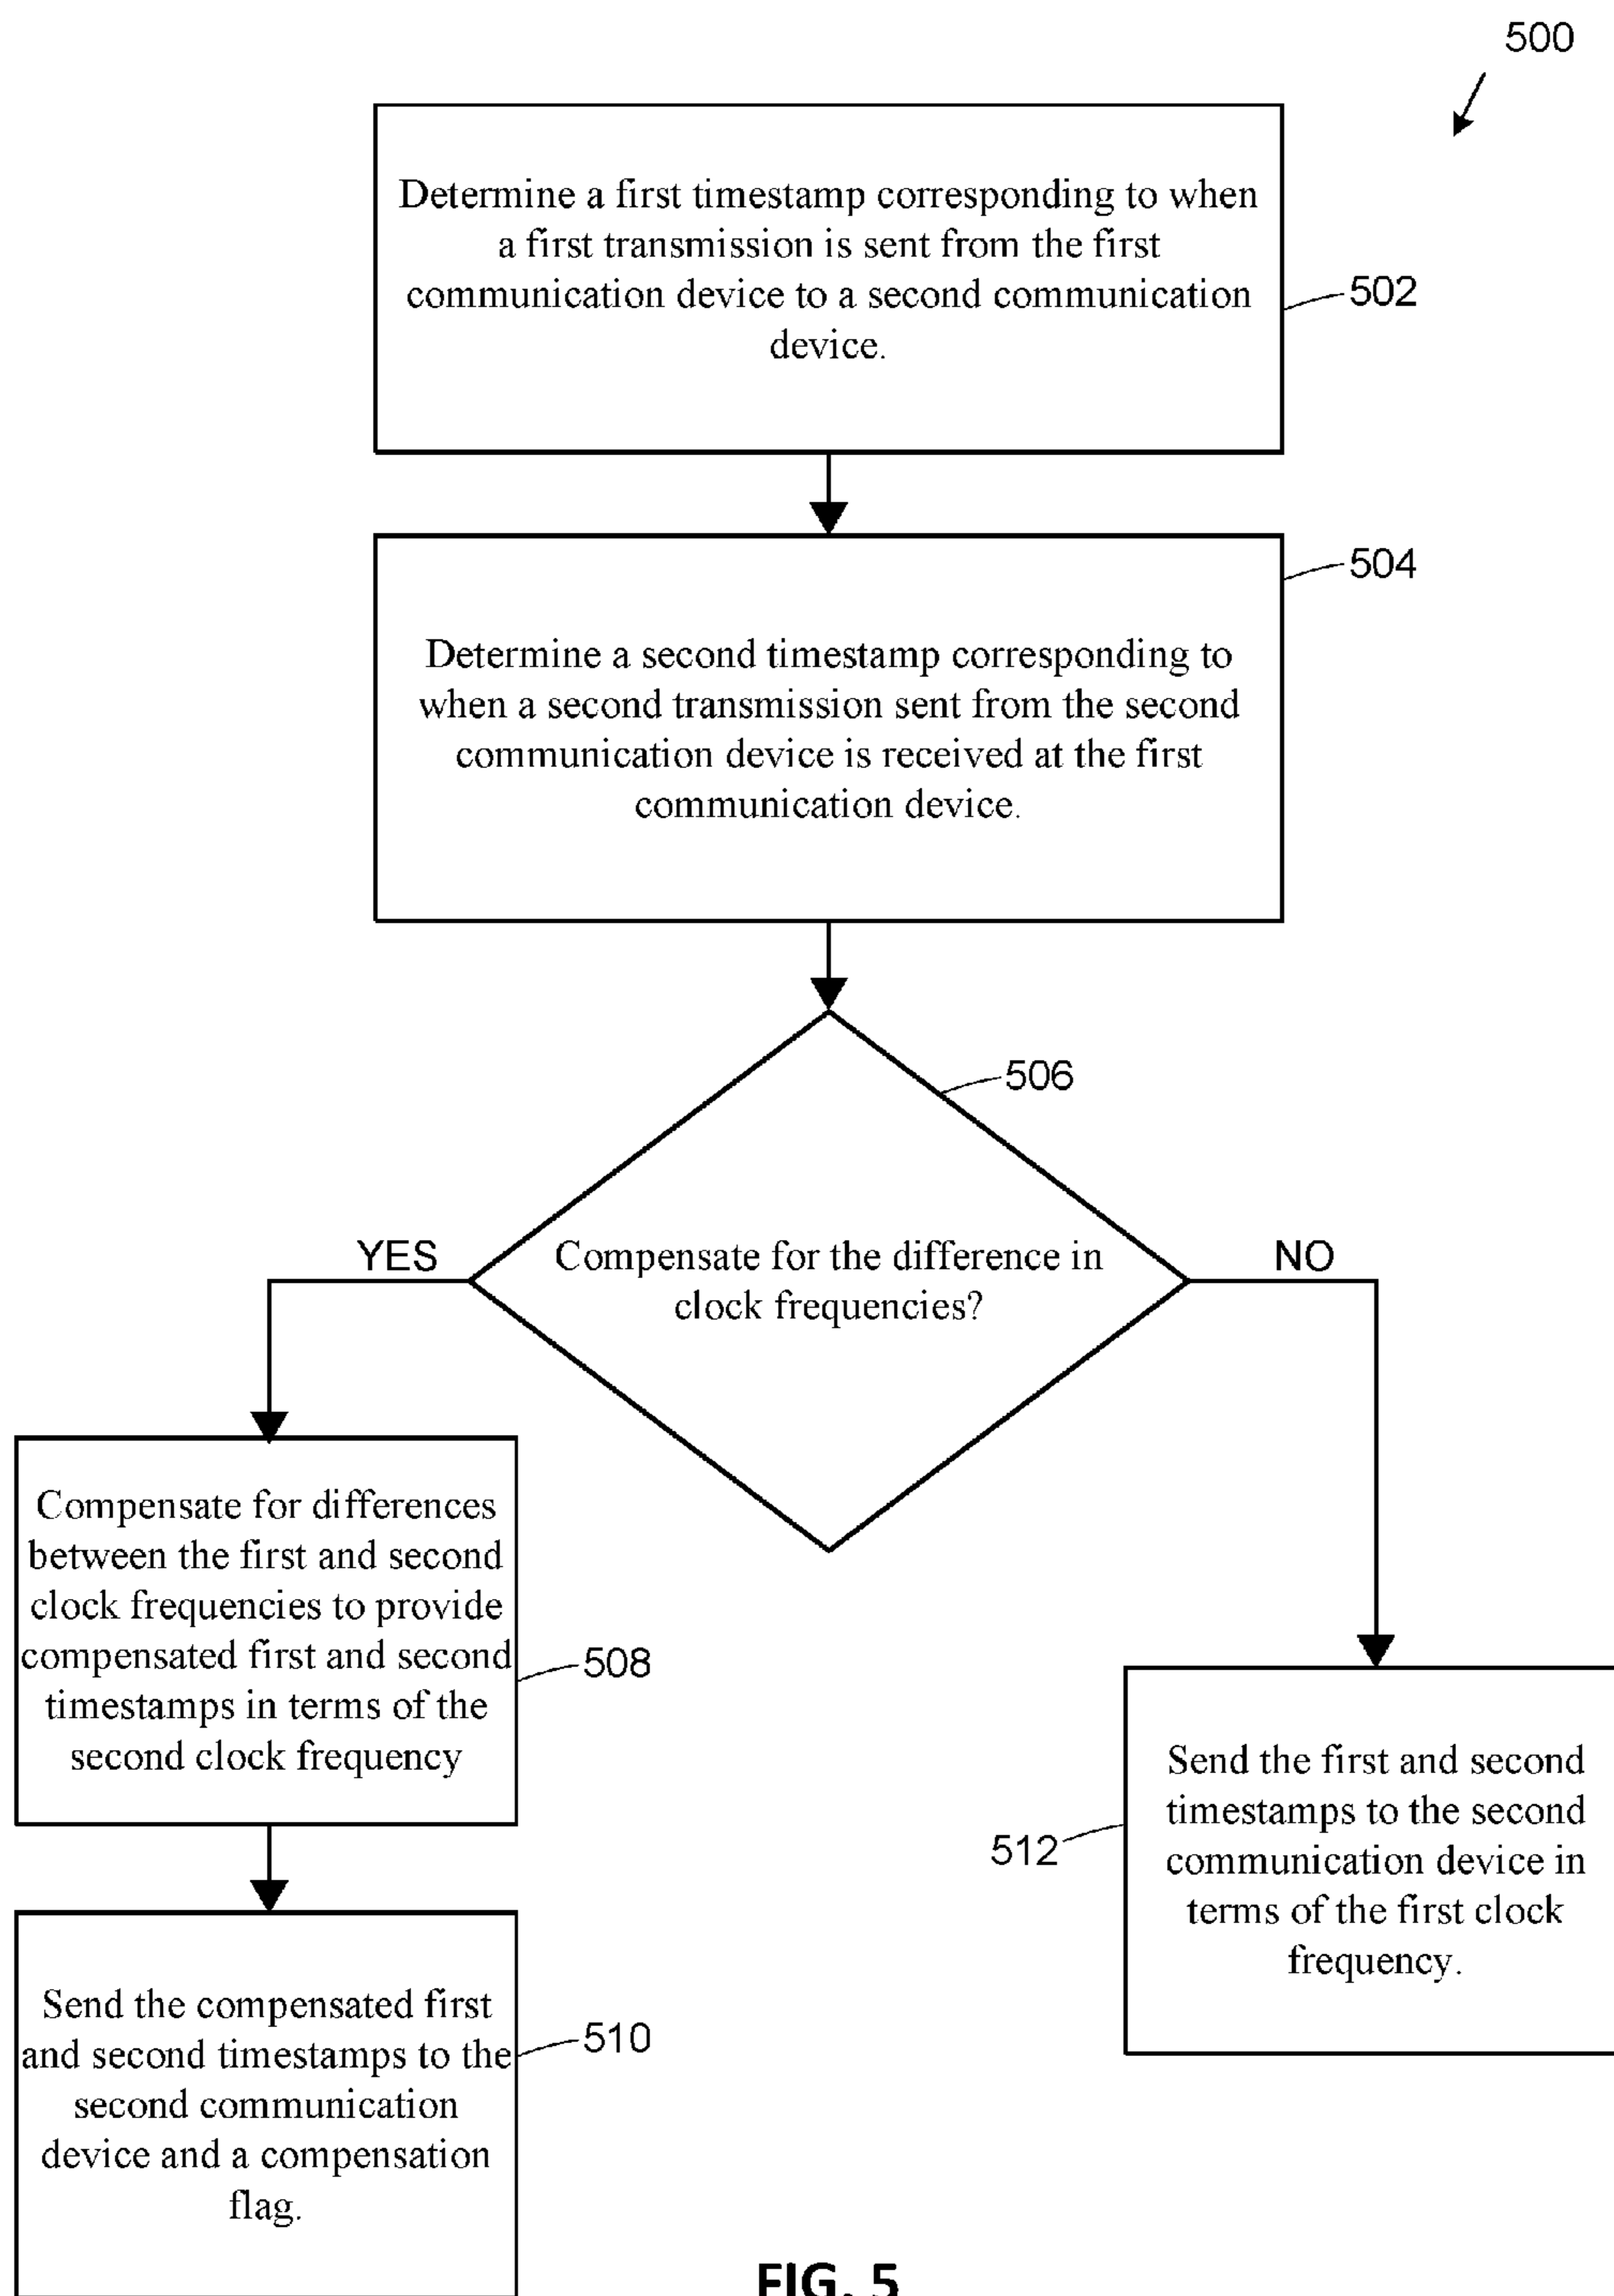 500
Determine a first timestamp corresponding to when
a first transmission is sent from the first
communication device to a second communication
device.
502
504
Determine a second timestamp corresponding to
when a second transmission sent from the second
communication device is received at the first
communication device.
506
Compensate for the difference in
clock frequencies?
YES
NO
Compensate for differences
between the first and second
clock frequencies to provide
compensated first and second
timestamps in terms of the
second clock frequency
508
Send the first and second
timestamps to the second
communication device in
terms of the first clock
frequency.
512
Send the compensated first
and second timestamps to the
second communication
device and a compensation
flag.
510
FIG. 5